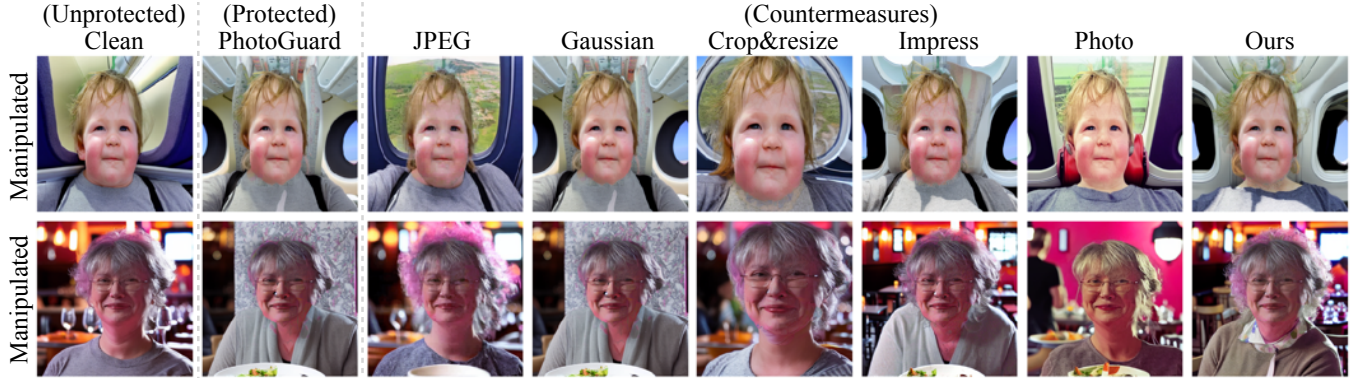 (Unprotected) (Protected) (Countermeasures)
Clean PhotoGuard JPEG Gaussian Crop&resize Impress Photo Ours
Manipulated
Manipulated